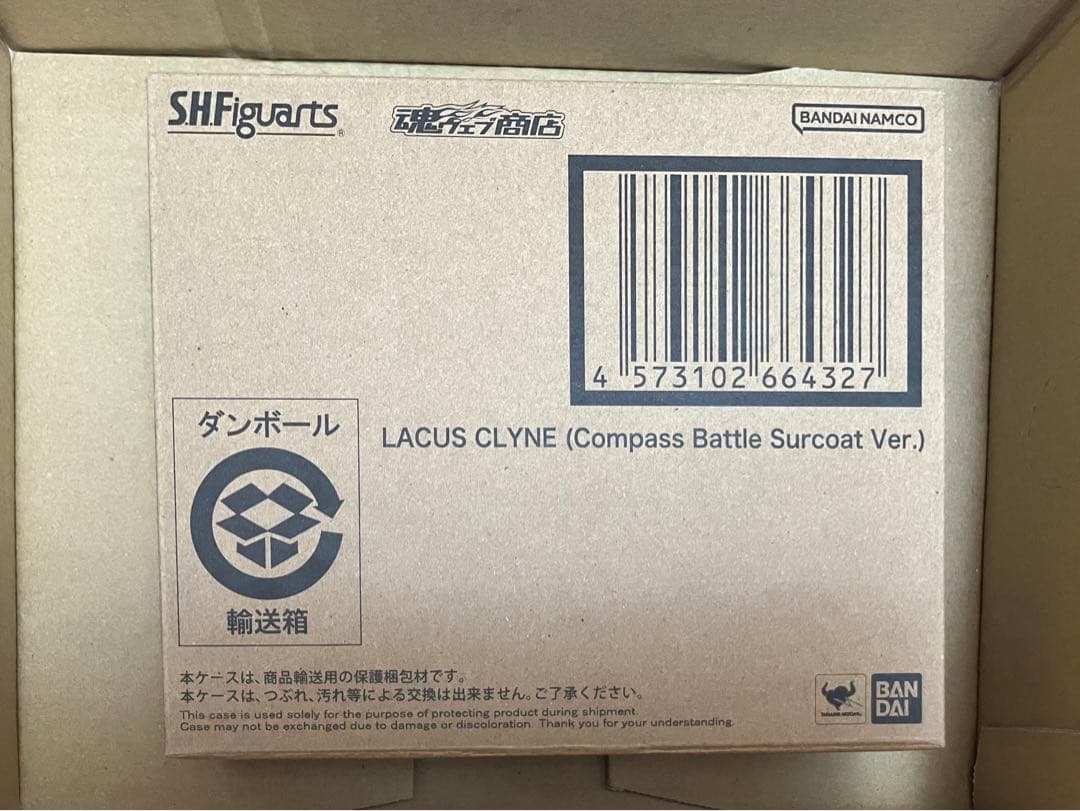 S.H.Figuarts®
魂ウェブ商店
BANDAI NAMCO
4 573102 664327
LACUS CLYNE (Compass Battle Surcoat Ver.)
ダンボール
輸送箱
本ケースは、商品輸送用の保護梱包材です。
本ケースは、つぶれ、汚れ等による交換は出来ません。ご了承ください。
This case is used solely for the purpose of protecting product during shipment.
Case may not be exchanged due to damage or discoloration. Thank you for your understanding.
BAN
DAI